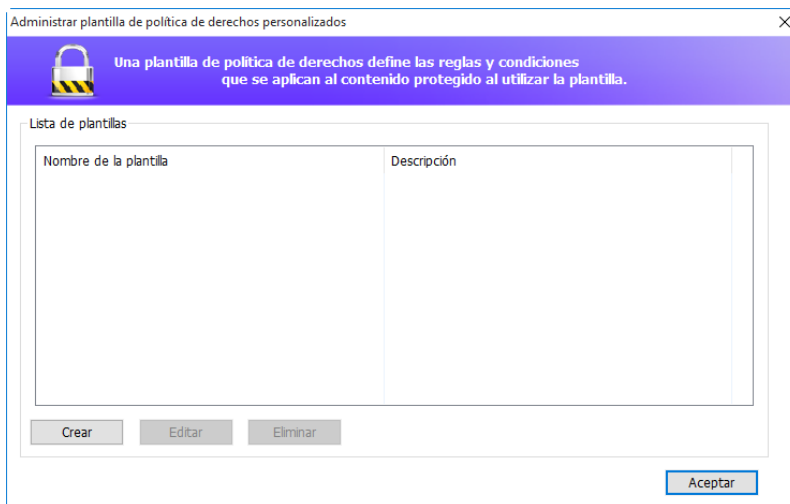 Administrar plantilla de política de derechos personalizados
Una plantilla de política de derechos define las reglas y condiciones
que se aplican al contenido protegido al utilizar la plantilla.
Lista de plantillas
Nombre de la plantilla Descripción
Crear Editar Eliminar
Aceptar